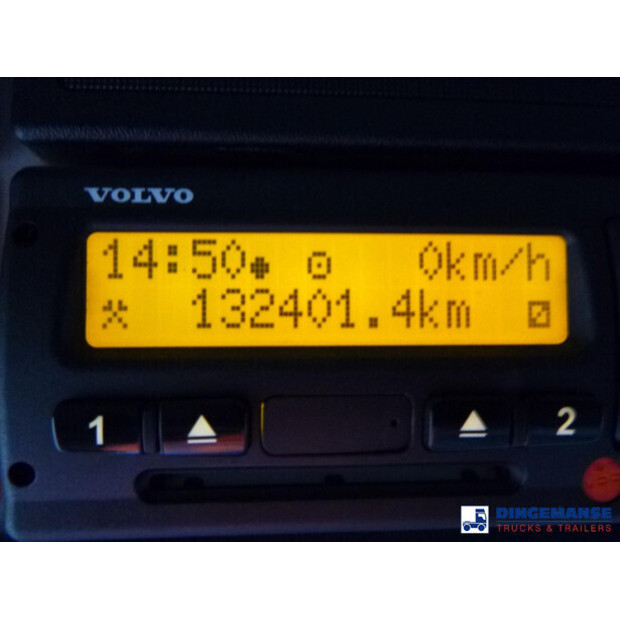 VOLVO
14:50 0km/h
132401.4km
1 2
DINGEMANSE
TRUCKS & TRAILERS